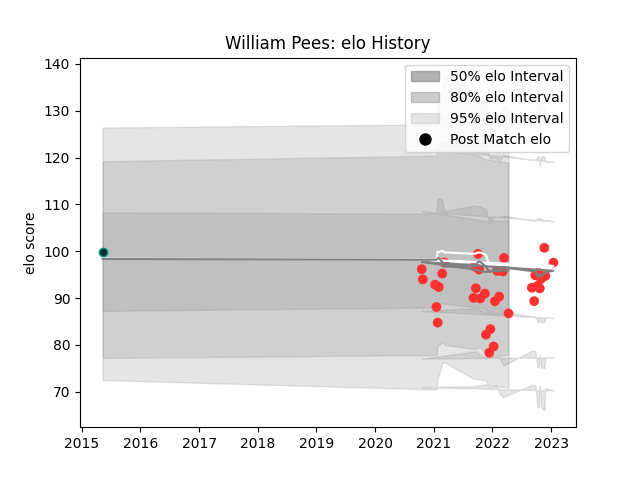 William Pees: elo History
50% elo Interval
80% elo Interval
95% elo Interval
Post Match elo
elo score
140
130
120
110
100
90
80
70
2015 2016 2017 2018 2019 2020 2021 2022 2023